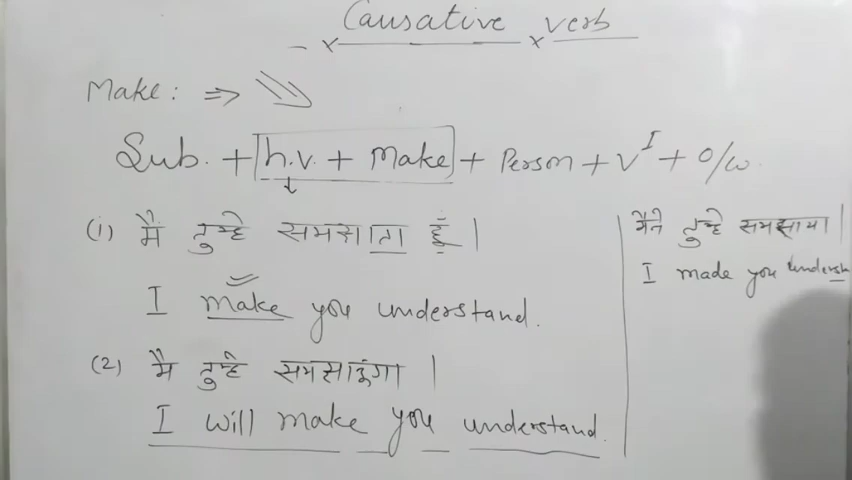 Causative verb
Make: ⇒
Sub. + h.v. + Make + Person + V^I + O/w.
(1) मै तुम्हे समझाता हूँ |
I make you understand.
(2) मै तुम्हे समझाऊंगा |
I will make you understand.
मैने तुम्हे समझाया |
I made you underst